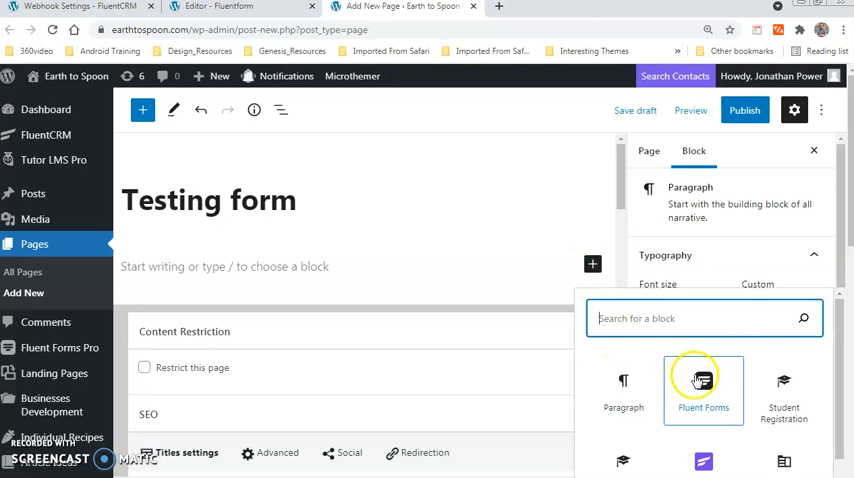 Webhook Settings - FluentCRM
Editor - Fluentform
Add New Page ‹ Earth to Spoon
earthtospoon.com/wp-admin/post-new.php?post_type=page
360video
Android Training
Design_Resources
Genesis_Resources
Imported From Safari
Imported From Saf...
Interesting Themes
»
Other bookmarks
Reading list
Earth to Spoon
6
0
New
Notifications
Microthemer
Search Contacts
Howdy, Jonathan Power
Dashboard
FluentCRM
Tutor LMS Pro
Posts
Media
Pages
All Pages
Add New
Comments
Fluent Forms Pro
Landing Pages
Businesses
Development
Individual Recipes
Article Ideas
Save draft
Preview
Publish
Testing form
Start writing or type / to choose a block
Content Restriction
Restrict this page
SEO
Titles settings
Advanced
Social
Redirection
Page
Block
Paragraph
Start with the building block of all
narrative.
Typography
Font size
Custom
Search for a block
Paragraph
Fluent Forms
Student
Registration
RECORDED WITH
SCREENCAST
MATIC